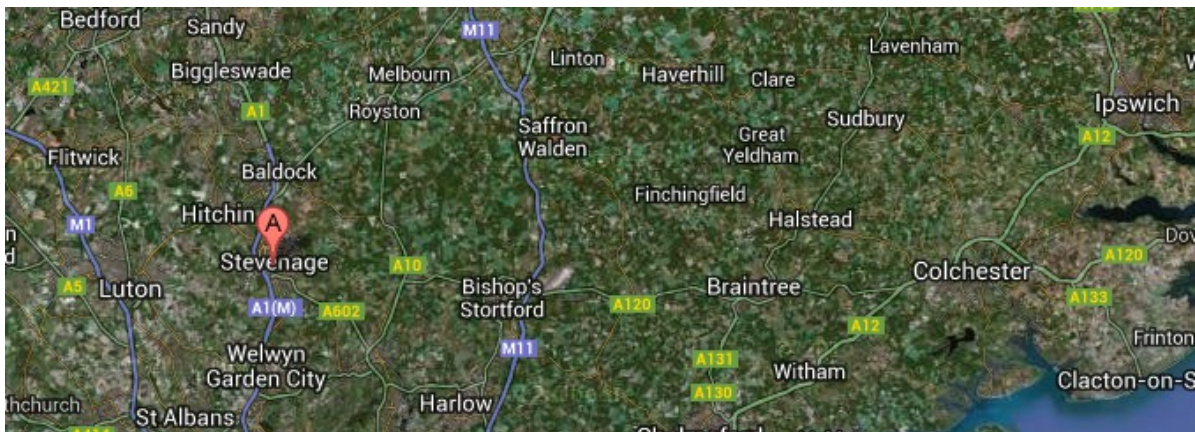 Bedford
Sandy
M11
Linton
Lavenham
Biggleswade
Melbourn
Haverhill
Clare
A421
A1
Royston
Ipswich
Saffron
Walden
Sudbury
A12
Great
Yeldham
Flitwick
Baldock
A6
Finchingfield
Hitchin
A
M1
Halstead
Stevenage
A10
Colchester
A120
A5
Luton
Bishop's
Stortford
A120
Braintree
A133
A1(M)
A602
A12
Frinton
Welwyn
Garden City
M11
A131
Witham
Clacton-on-S
A130
Harlow
St Albans